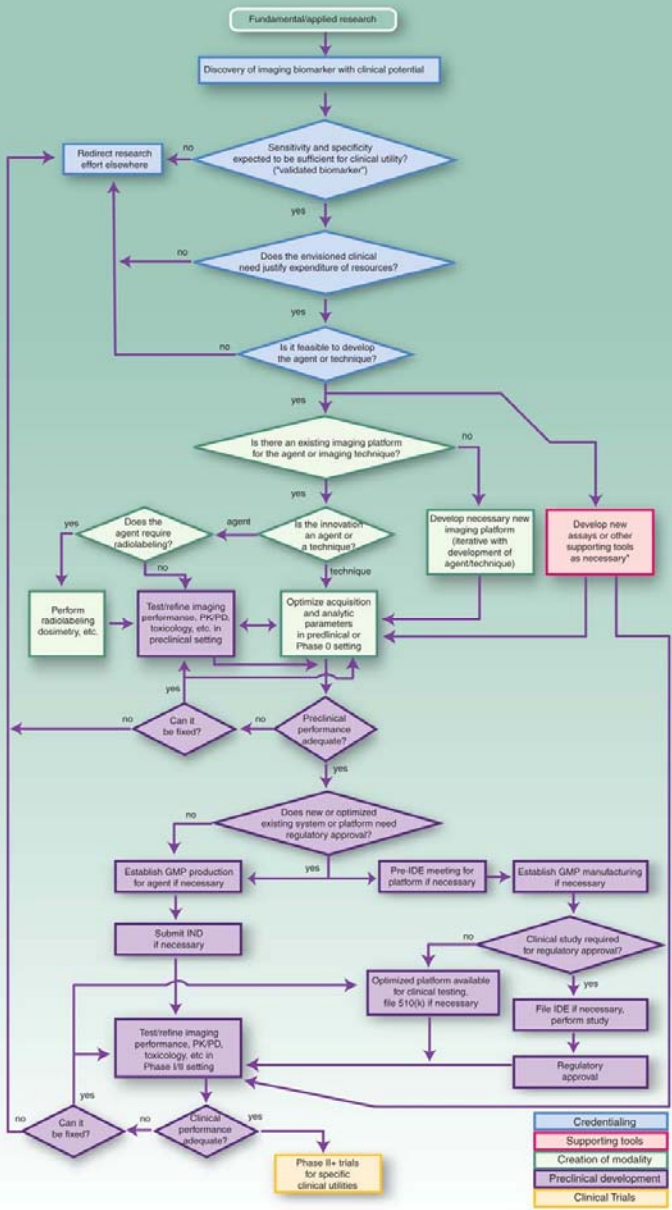 Fundamental/applied research
Discovery of imaging biomarker with clinical potential
Sensitivity and specificity
expected to be sufficient for clinical utility?
("validated biomarker")
no
Redirect research
effort elsewhere
yes
Does the envisioned clinical
need justify expenditure of resources?
no
yes
Is it feasible to develop
the agent or technique?
no
yes
Is there an existing imaging platform
for the agent or imaging technique?
no
yes
Develop necessary new
imaging platform
(iterative with
development of
agent/technique)
Develop new
assays or other
supporting tools
as necessary*
Is the innovation
an agent or
a technique?
agent
Does the
agent require
radiolabeling?
yes
no
technique
Perform
radiolabeling
dosimetry, etc.
Test/refine imaging
performance, PK/PD,
toxicology, etc. in
preclinical setting
Optimize acquisition
and analytic
parameters
in predlinical or
Phase 0 setting
yes
Can it
be fixed?
no
no
Preclinical
performance
adequate?
yes
Does new or optimized
existing system or platform need
regulatory approval?
no
yes
Establish GMP production
for agent if necessary
Pre-IDE meeting for
platform if necessary
Establish GMP manufacturing
if necessary
Submit IND
if necessary
Clinical study required
for regulatory approval?
no
yes
Optimized platform available
for clinical testing,
file 510(k) if necessary
File IDE if necessary,
perform study
Test/refine imaging
performance, PK/PD,
toxicology, etc in
Phase I/II setting
Regulatory
approval
yes
Can it
be fixed?
no
no
Clinical
performance
adequate?
yes
Phase II+ trials
for specific
clinical utilities
Credentialing
Supporting tools
Creation of modality
Preclinical development
Clinical Trials